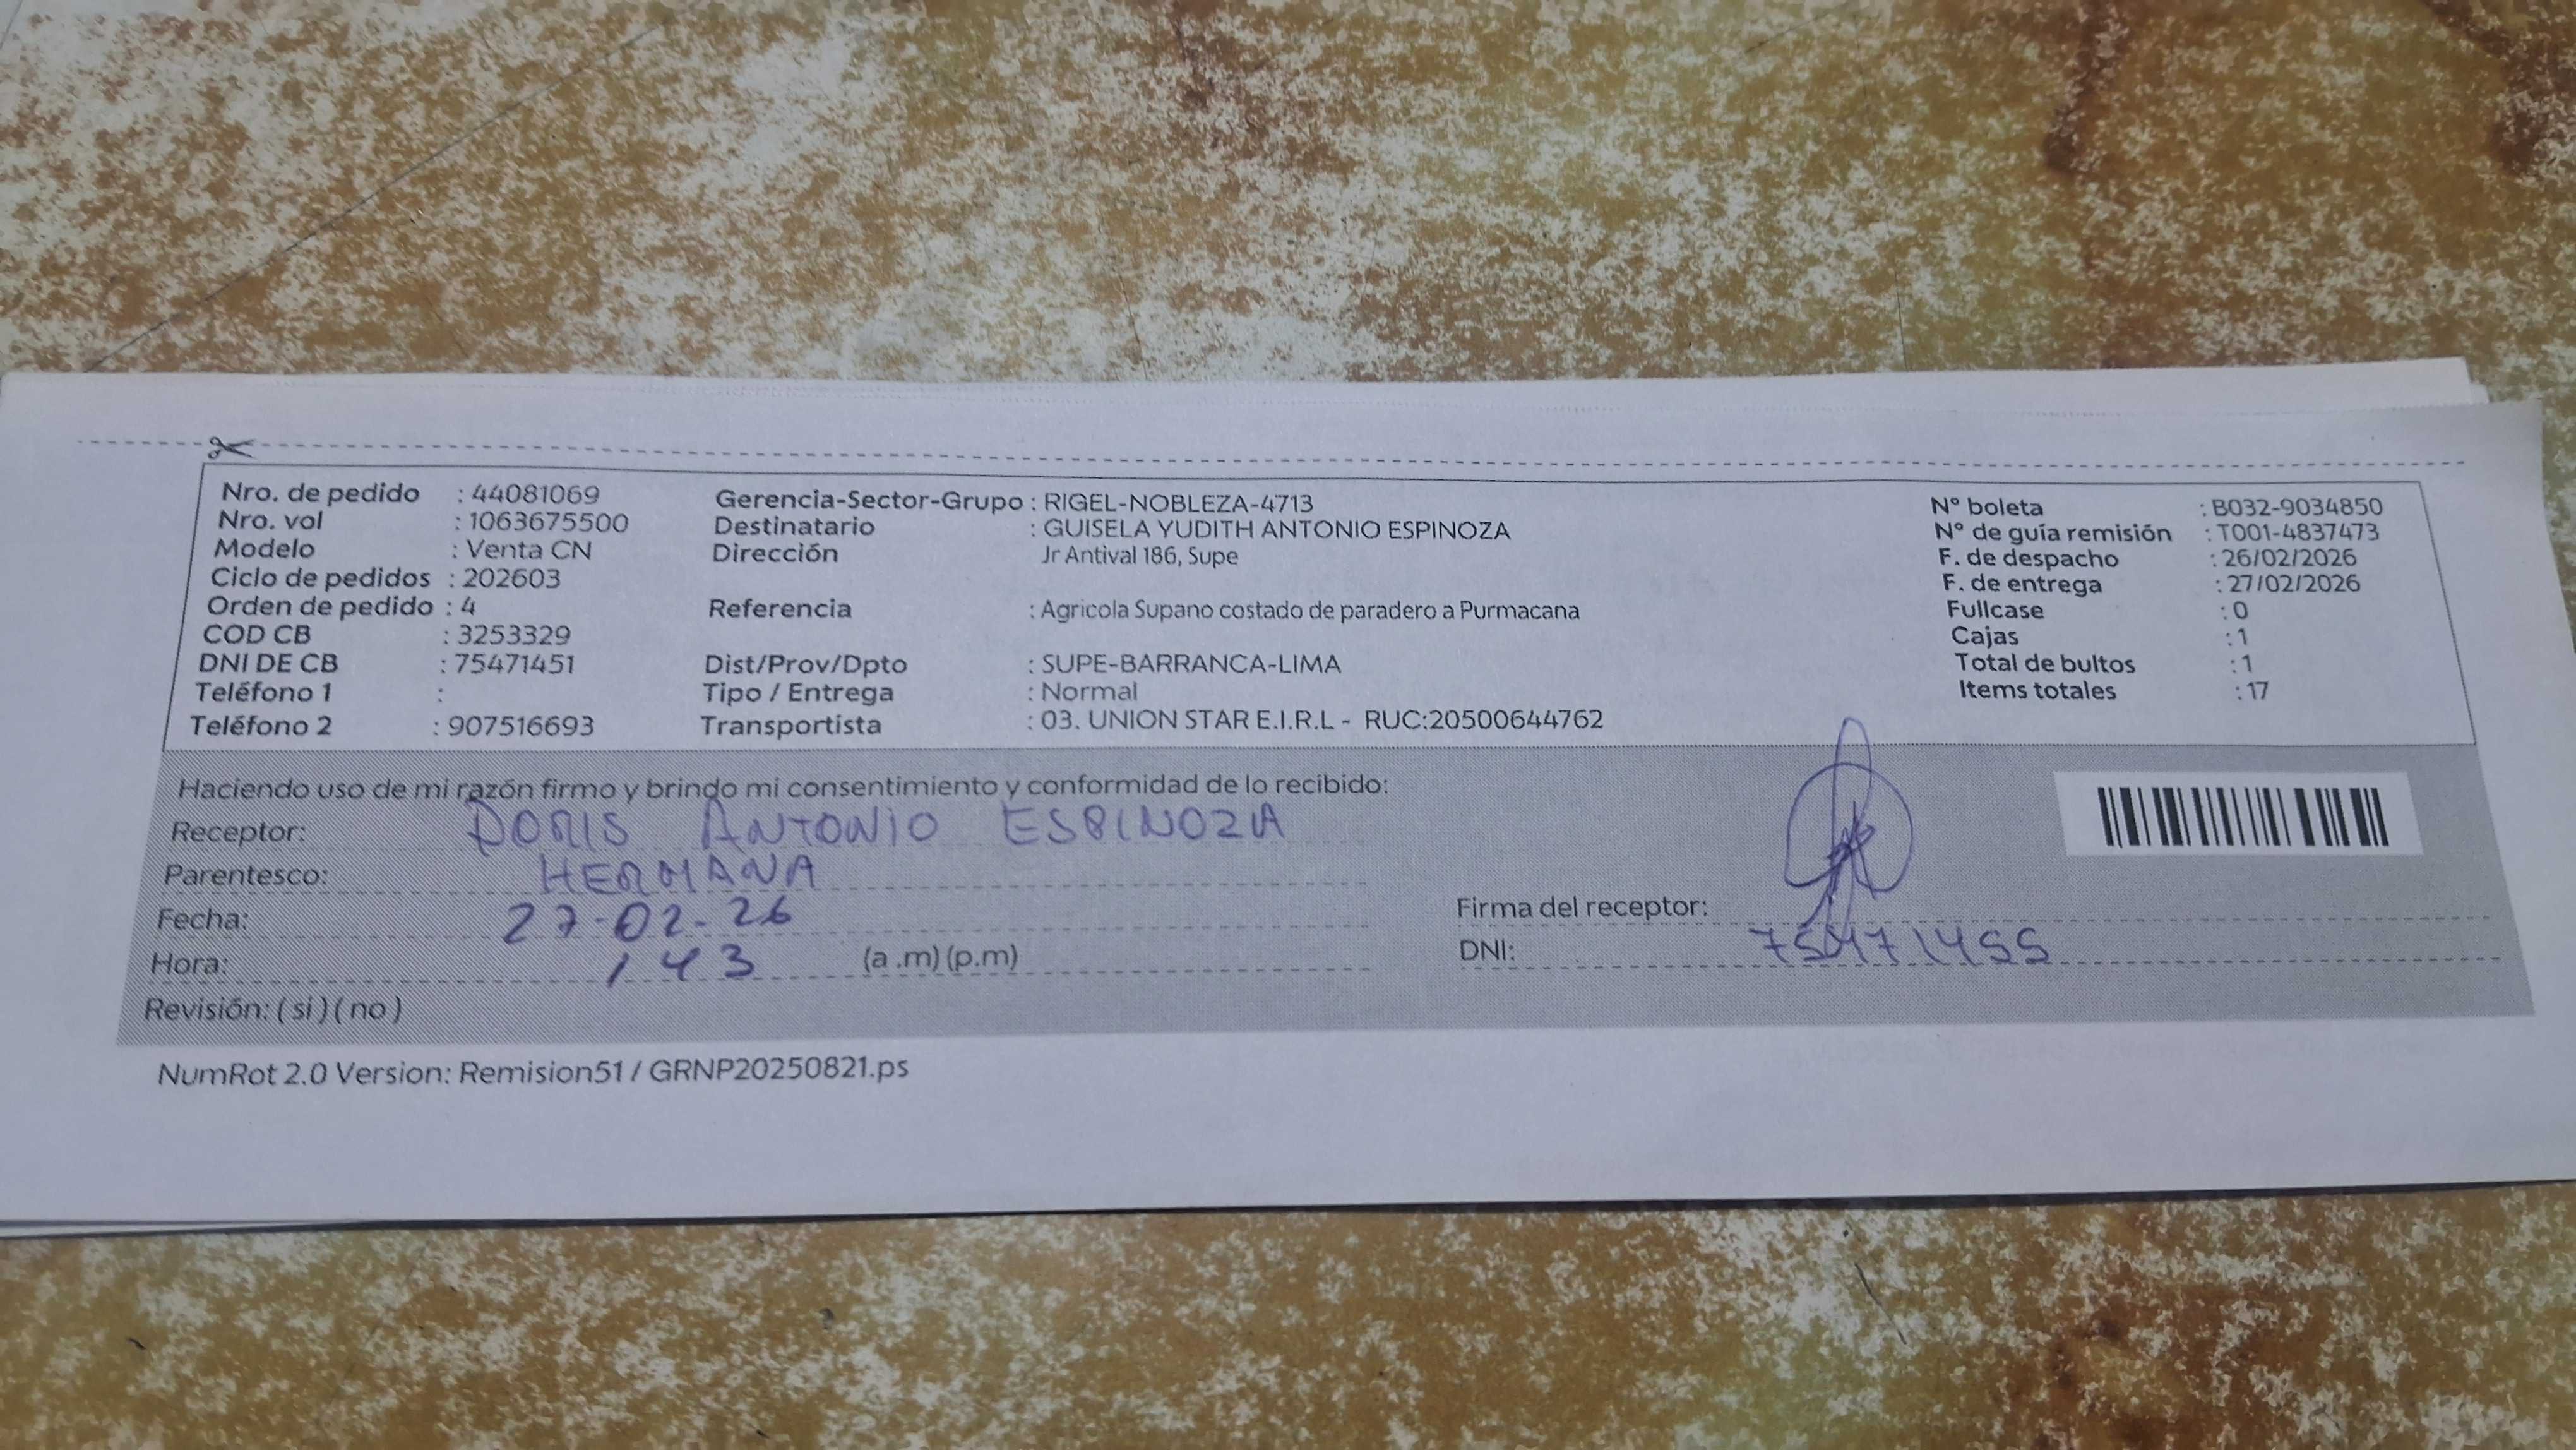 Nro. de pedido : 44081069
Nro. vol : 1063675500
Modelo : Venta CN
Ciclo de pedidos : 202603
Orden de pedido : 4
COD CB : 3253329
DNI DE CB : 75471451
Teléfono 1 :
Teléfono 2 : 907516693
Gerencia-Sector-Grupo : RIGEL-NOBLEZA-4713
Destinatario : GUISELA YUDITH ANTONIO ESPINOZA
Dirección Jr Antival 186, Supe
Referencia : Agricola Supano costado de paradero a Purmacana
Dist/Prov/Dpto : SUPE-BARRANCA-LIMA
Tipo / Entrega : Normal
Transportista : 03. UNION STAR E.I.R.L - RUC:20500644762
Nº boleta : B032-9034850
Nº de guía remisión : T001-4837473
F. de despacho : 26/02/2026
F. de entrega : 27/02/2026
Fullcase : 0
Cajas : 1
Total de bultos : 1
Items totales : 17
Haciendo uso de mi razón firmo y brindo mi consentimiento y conformidad de lo recibido:
Receptor: DORIS ANTONIO ESPINOZA
Parentesco: HERMANA
Fecha: 27-02-26
Hora: 1 43 (a .m) (p.m)
Revisión: ( si ) ( no )
Firma del receptor:
DNI: 75471455
NumRot 2.0 Version: Remision51 / GRNP20250821.ps